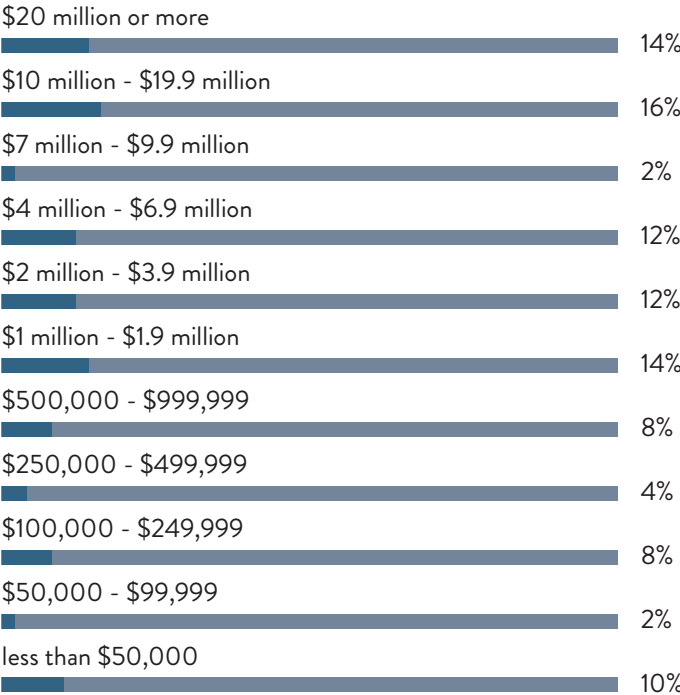 $20 million or more
14%
$10 million - $19.9 million
16%
$7 million - $9.9 million
2%
$4 million - $6.9 million
12%
$2 million - $3.9 million
12%
$1 million - $1.9 million
14%
$500,000 - $999,999
8%
$250,000 - $499,999
4%
$100,000 - $249,999
8%
$50,000 - $99,999
2%
less than $50,000
10%